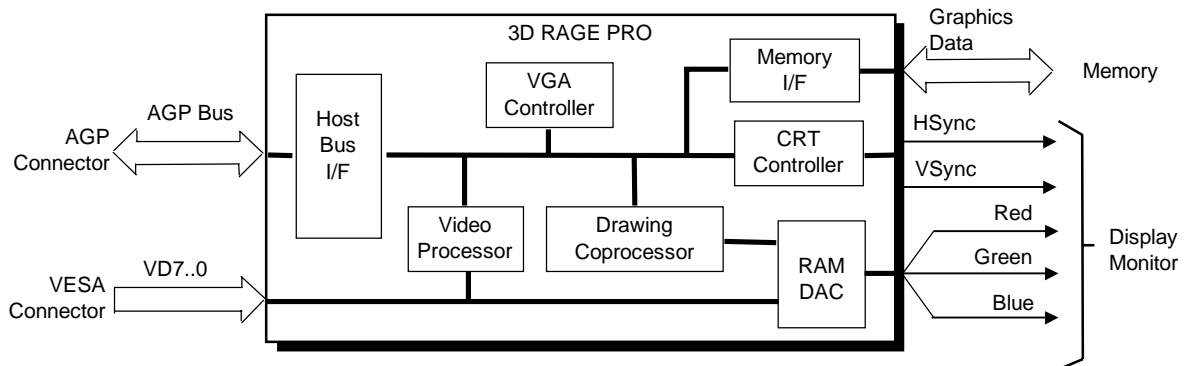 3D RAGE PRO
Graphics
Data
Memory
Memory
I/F
VGA
Controller
AGP Bus
AGP
Connector
Host
Bus
I/F
CRT
Controller
HSync
VSync
Video
Processor
Drawing
Coprocessor
RAM
DAC
Red
Green
Blue
Display
Monitor
VD7..0
VESA
Connector